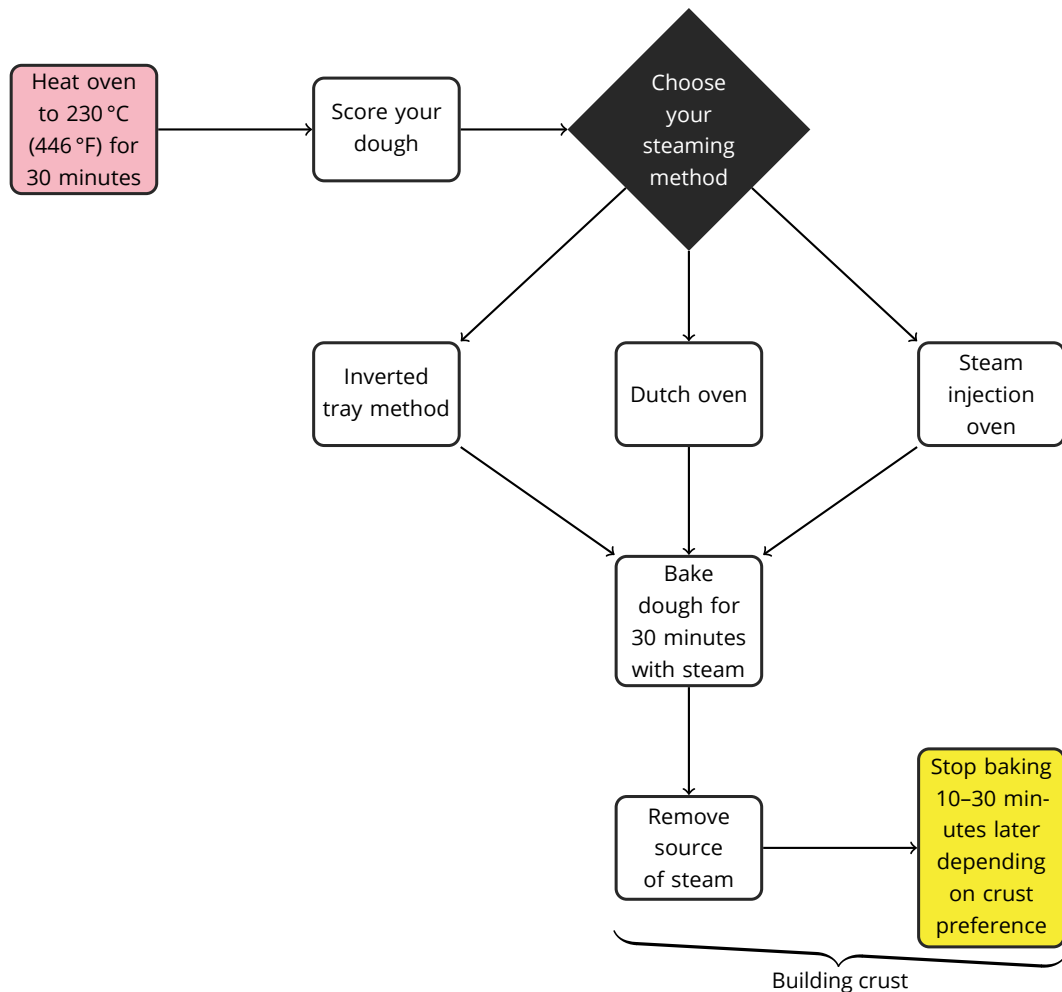 Heat oven
to 230 °C
(446 °F) for
30 minutes
Score your
dough
Choose
your
steaming
method
Inverted
tray method
Dutch oven
Steam
injection
oven
Bake
dough for
30 minutes
with steam
Remove
source
of steam
Stop baking
10–30 min-
utes later
depending
on crust
preference
Building crust